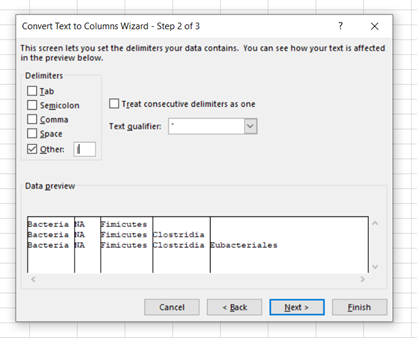 Convert Text to Columns Wizard - Step 2 of 3 ? ×
This screen lets you set the delimiters your data contains. You can see how your text is affected
in the preview below.
Delimiters
Tab
Semicolon
Comma
Space
Other:
Treat consecutive delimiters as one
Text qualifier: "
Data preview
Bacteria NA Fimicutes
Bacteria NA Fimicutes Clostridia
Bacteria NA Fimicutes Clostridia Eubacteriales
Cancel < Back Next > Finish